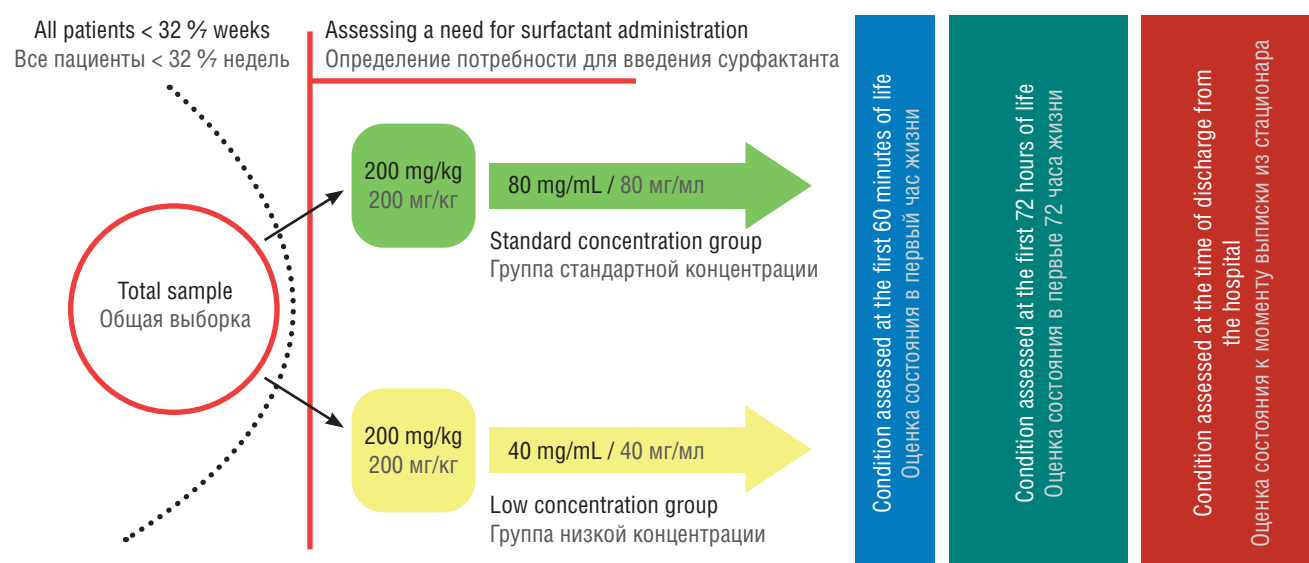 All patients < 32 weeks
Все пациенты < 32 недель
Assessing a need for surfactant administration
Определение потребности для введения сурфактанта
Total sample
Общая выборка
200 mg/kg
200 мг/кг
80 mg/mL / 80 мг/мл
Standard concentration group
Группа стандартной концентрации
200 mg/kg
200 мг/кг
40 mg/mL / 40 мг/мл
Low concentration group
Группа низкой концентрации
Condition assessed at the first 60 minutes of life
Оценка состояния в первый час жизни
Condition assessed at the first 72 hours of life
Оценка состояния в первые 72 часа жизни
Condition assessed at the time of discharge from
the hospital
Оценка состояния к моменту выписки из стационара